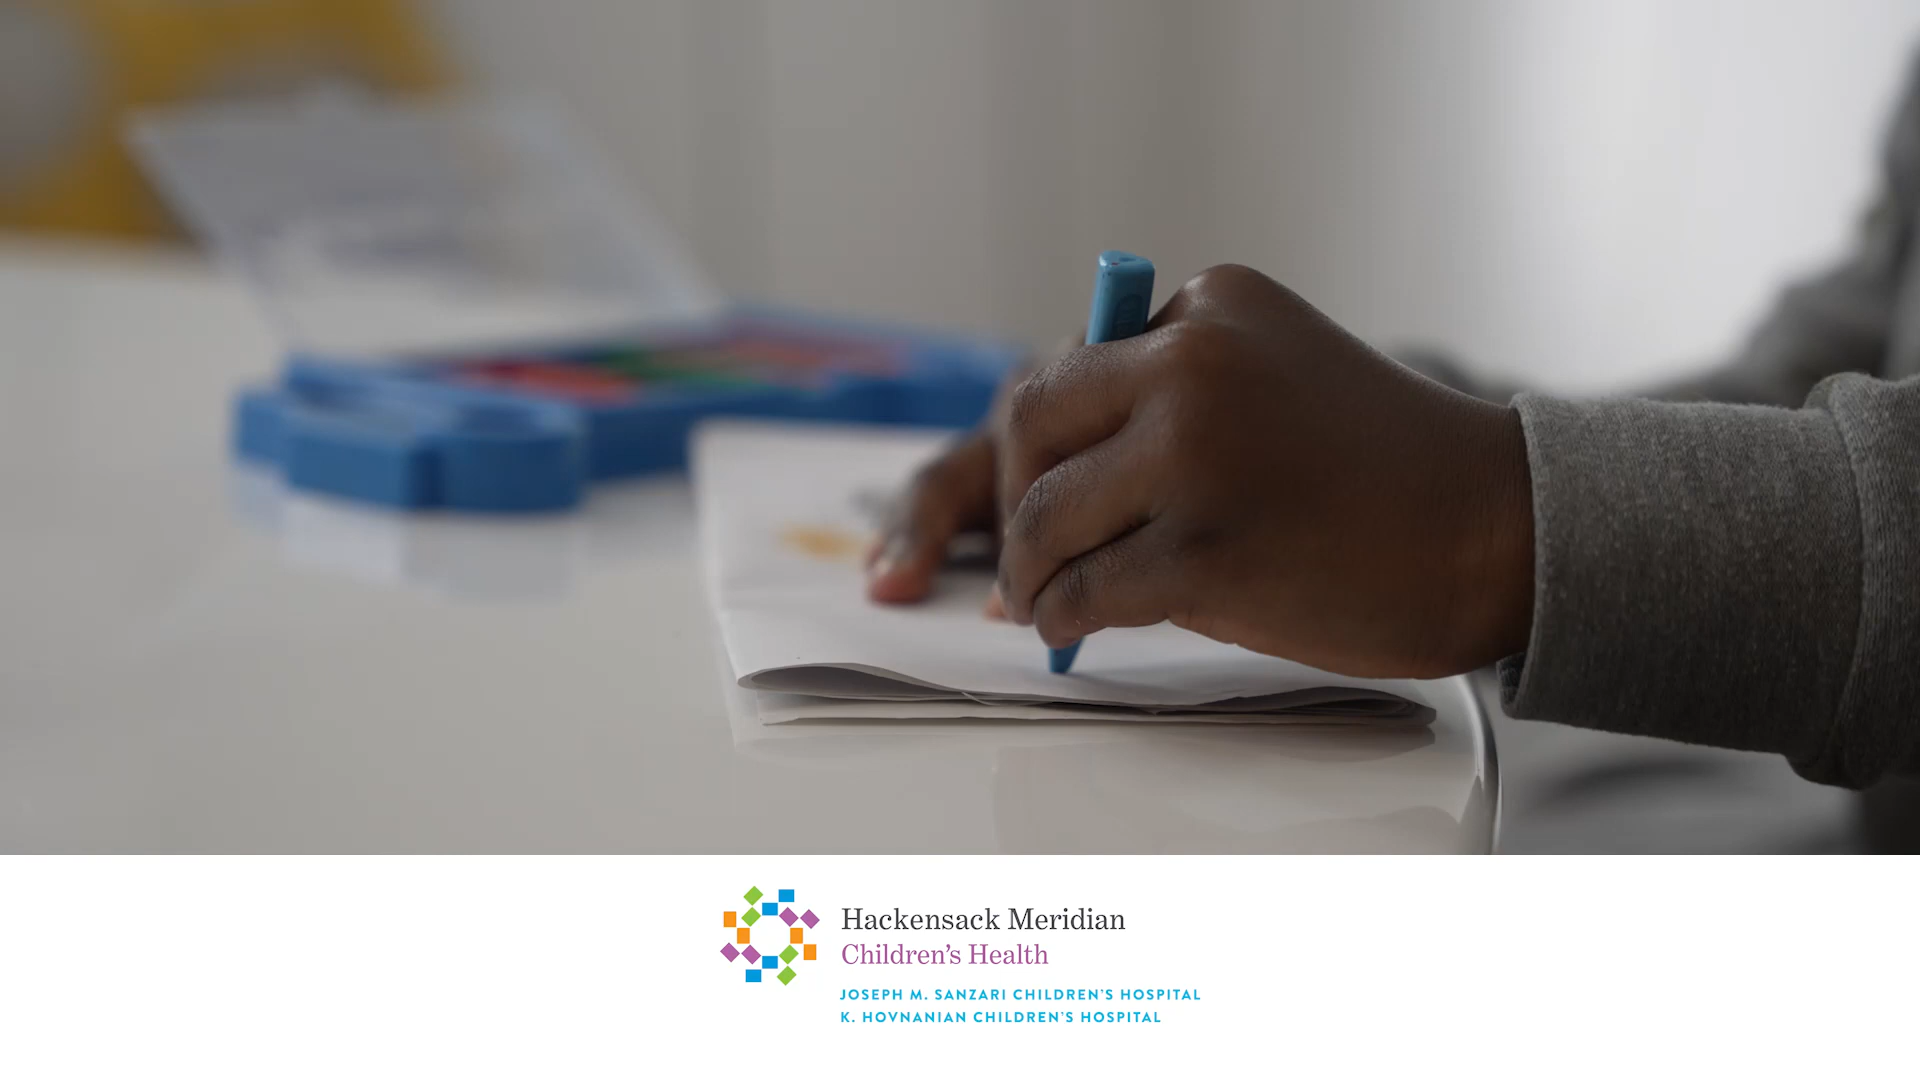 Hackensack Meridian
Children's Health
JOSEPH M. SANZARI CHILDREN'S HOSPITAL
K. HOVNANIAN CHILDREN'S HOSPITAL